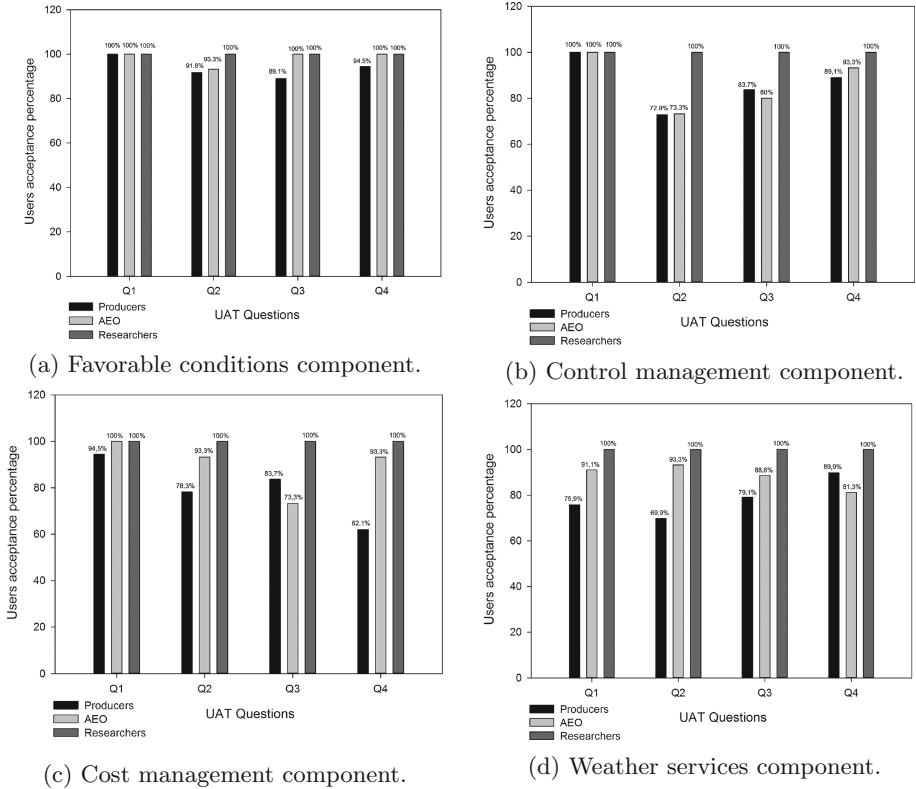 120
100
80
60
40
20
0
Users acceptance percentage
100% 100% 100%
91.8% 93.3% 100%
89.1% 100% 100%
94.5% 100% 100%
Q1 Q2 Q3 Q4
UAT Questions
Producers
AEO
Researchers
(a) Favorable conditions component.
120
100
80
60
40
20
0
Users acceptance percentage
100% 100% 100%
72.9% 73.3% 100%
83.7% 80% 100%
89,1% 93,3% 100%
Q1 Q2 Q3 Q4
UAT Questions
Producers
AEO
Researchers
(b) Control management component.
120
100
80
60
40
20
0
Users acceptance percentage
94,5% 100% 100%
78,3% 93,3% 100%
83,7% 73,3% 100%
62,1% 93,3% 100%
Q1 Q2 Q3 Q4
UAT Questions
Producers
AEO
Researchers
(c) Cost management component.
120
100
80
60
40
20
0
Users acceptance percentage
75,9% 91,1% 100%
69,9% 93,3% 100%
79,1% 88,6% 100%
89,9% 81,3% 100%
Q1 Q2 Q3 Q4
UAT Questions
Producers
AEO
Researchers
(d) Weather services component.